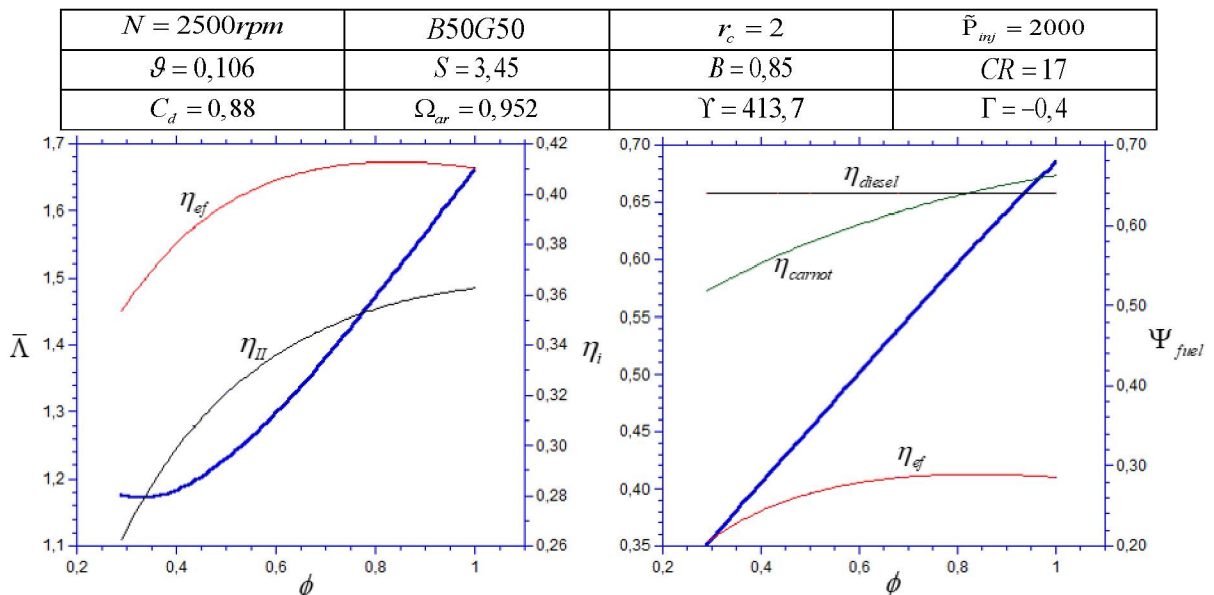 N = 2500rpm B50G50 r_c = 2 P̃_inj = 2000
ϑ = 0,106 S = 3,45 B = 0,85 CR = 17
C_d = 0,88 Ω_ar = 0,952 ϒ = 413,7 Γ = −0,4
1,7 0,42 0,70 0,70
η_ef η_diesel
1,6 0,40 0,65 0,60
η_carnot
0,38
1,5 0,60
0,36 0,50
Λ̄ 1,4 η_II 0,34 η_i 0,55 Ψ_fuel
0,32 0,50 0,40
1,3
0,30 0,45
η_ef 0,30
1,2 0,28 0,40
1,1 0,26 0,35 0,20
0,2 0,4 0,6 0,8 1 0,2 0,4 0,6 0,8 1
ϕ ϕ